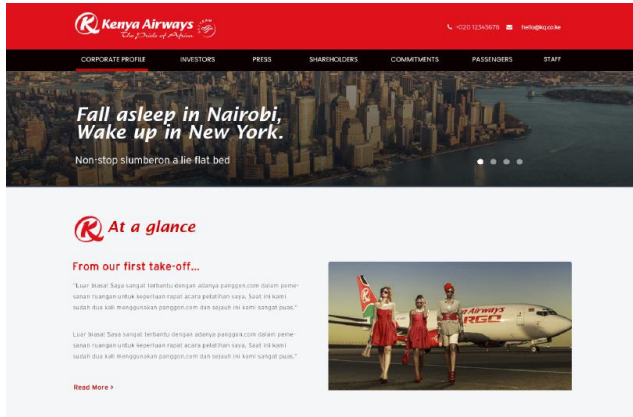 Kenya Airways
The Pride of Africa
+020 12345678 hello@kq.co.ke
CORPORATE PROFILE INVESTORS PRESS SHAREHOLDERS COMMITMENTS PASSENGERS STAFF
Fall asleep in Nairobi,
Wake up in New York.
Non-stop slumberon a lie flat bed
At a glance
From our first take-off...
"Luar biasa! Saya sangat terbantu dengan adanya panggon.com dalam peme-
sanan ruangan untuk keperluan rapat acara pelatihan saya, Saat ini kami
sudah dua kali menggunakan panggon.com dan sejauh ini kami sangat puas."
Luar biasa! Saya sangat terbantu dengan adanya panggon.com dalam peme-
sanan ruangan untuk keperluan rapat acara pelatihan saya, Saat ini kami
sudah dua kali menggunakan panggon.com dan sejauh ini kami sangat puas."
Read More >
Airways
RGO